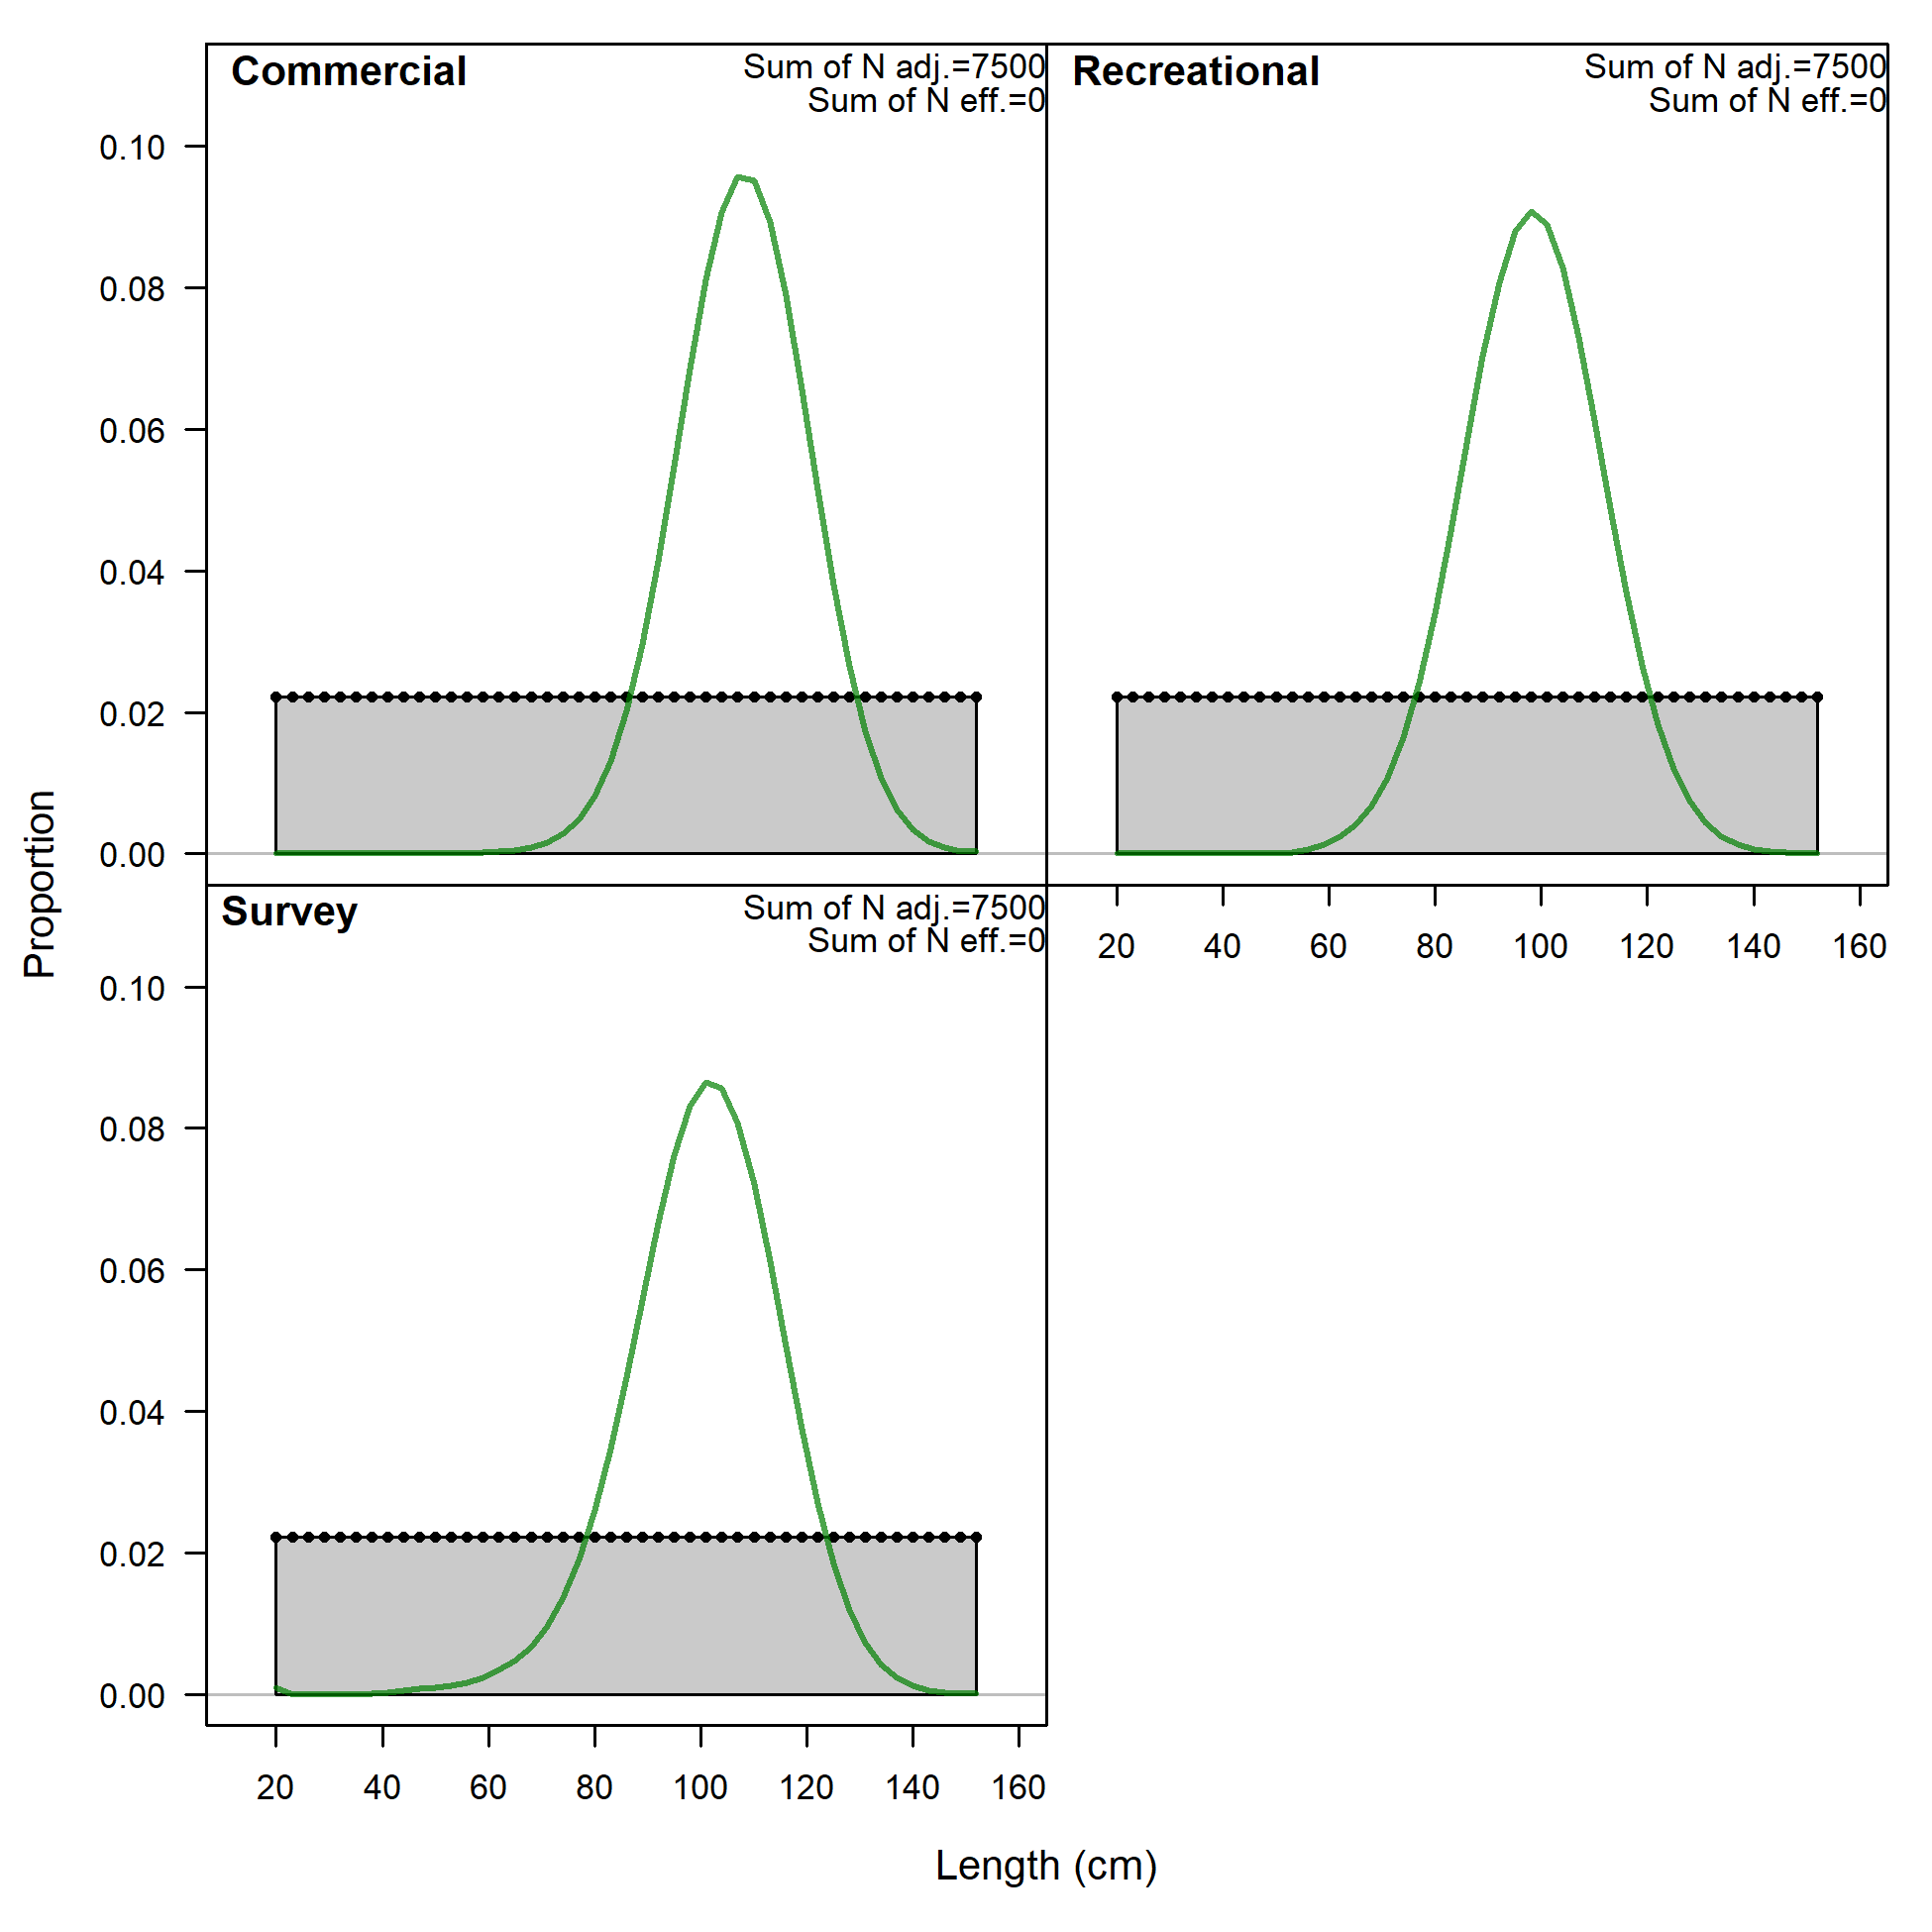 Commercial
Sum of N adj.=7500
Sum of N eff.=0
Recreational
Sum of N adj.=7500
Sum of N eff.=0
0.10
0.08
0.06
0.04
0.02
0.00
20 40 60 80 100 120 140 160
Survey
Sum of N adj.=7500
Sum of N eff.=0
0.10
0.08
0.06
0.04
0.02
0.00
20 40 60 80 100 120 140 160
Proportion
Length (cm)